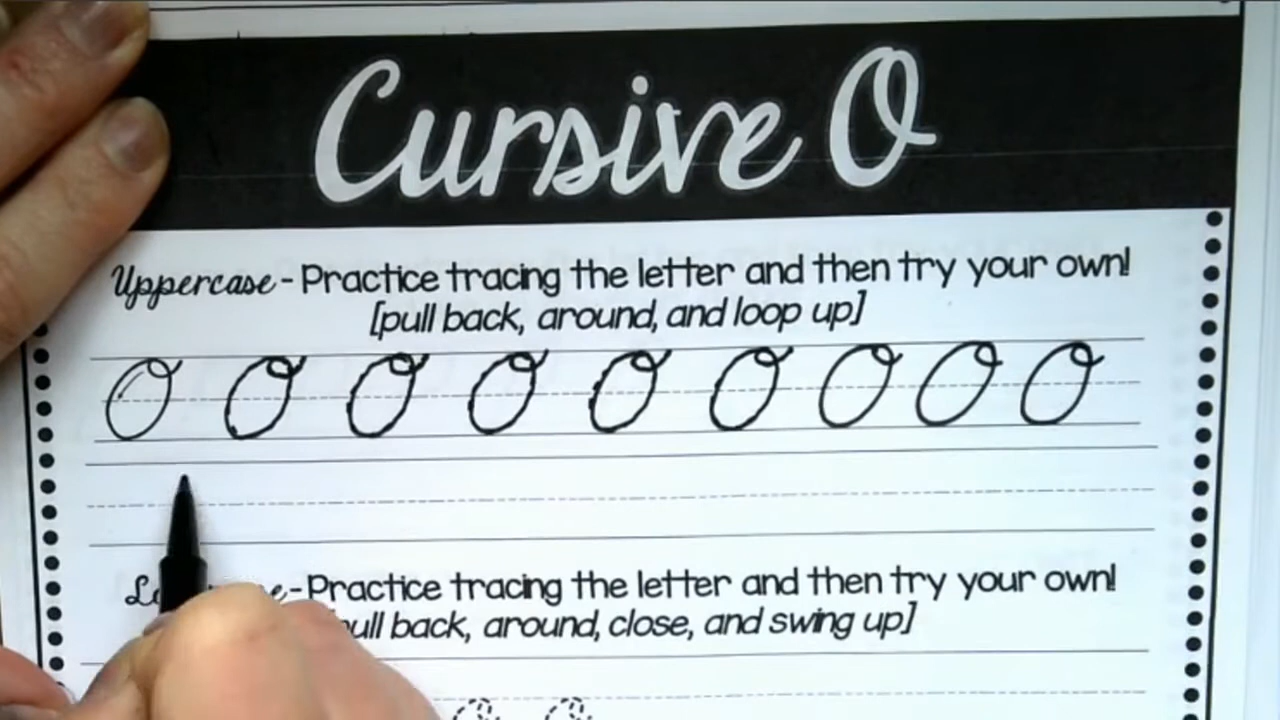 Cursive O
Uppercase - Practice tracing the letter and then try your own!
[pull back, around, and loop up]
O O O O O O O O O
-Practice tracing the letter and then try your own!
back, around, close, and swing up]